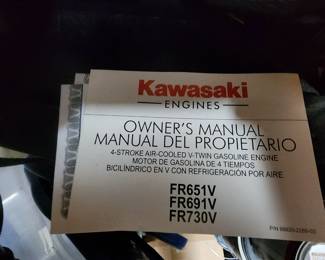 Kawasaki
ENGINES
OWNER'S MANUAL
MANUAL DEL PROPIETARIO
4-STROKE AIR-COOLED V-TWIN GASOLINE ENGINE
MOTOR DE GASOLINA DE 4 TIEMPOS
BICILÍNDRICO EN V CON REFRIGERACIÓN POR AIRE
FR651V
FR691V
FR730V